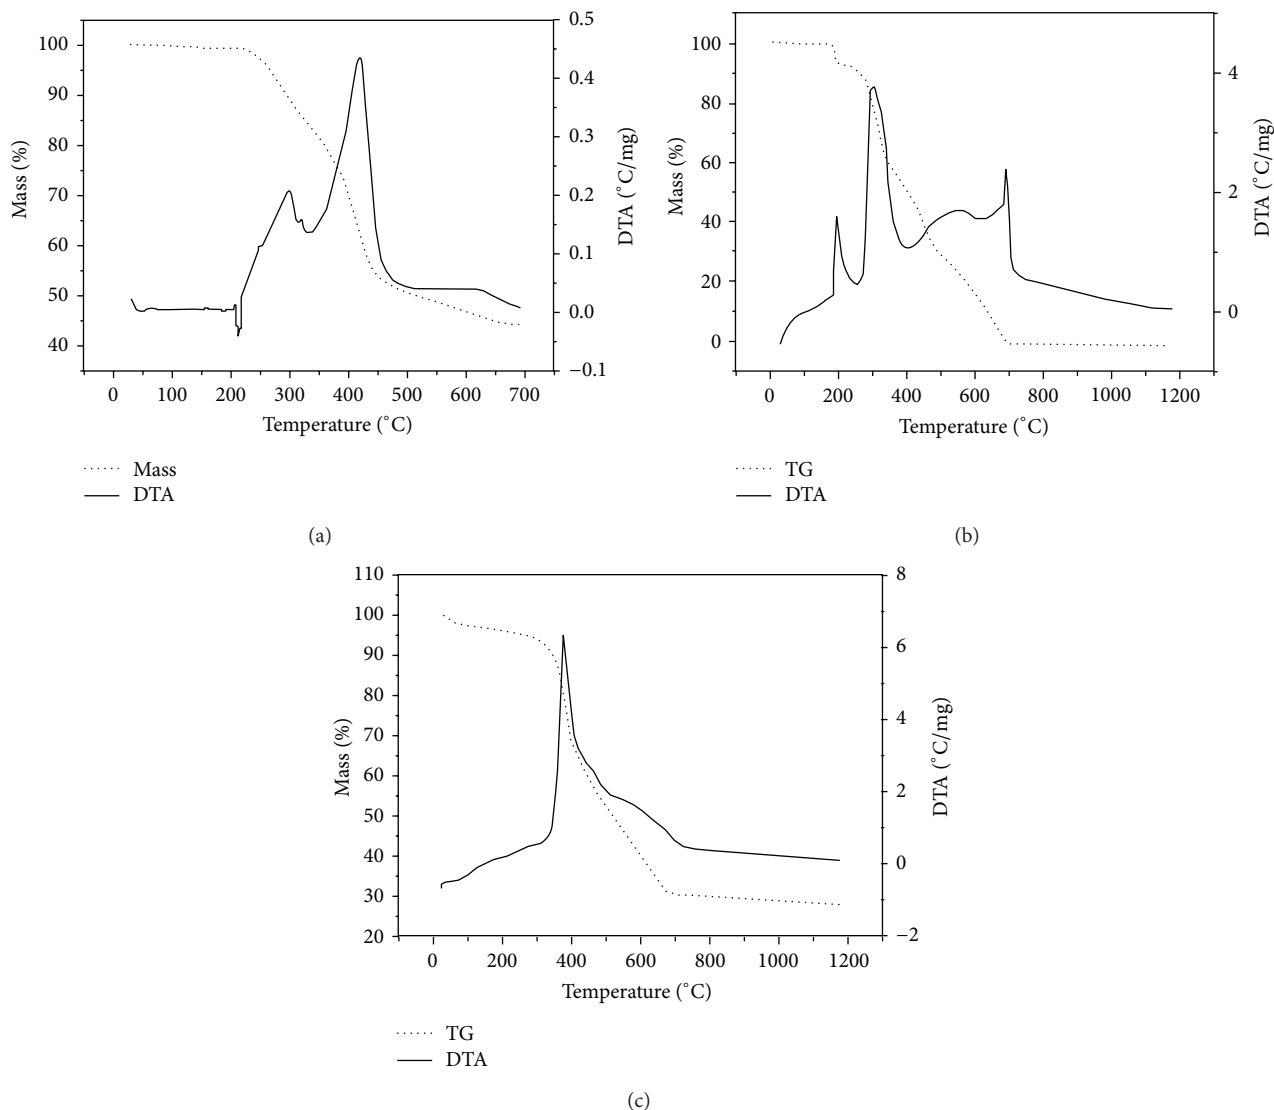 100
90
80
70
60
50
40
Mass (%)
0.5
0.4
0.3
0.2
0.1
0.0
−0.1
DTA (°C/mg)
0 100 200 300 400 500 600 700
Temperature (°C)
Mass
DTA
(a)
100
80
60
40
20
0
Mass (%)
4
2
0
DTA (°C/mg)
0 200 400 600 800 1000 1200
Temperature (°C)
TG
DTA
(b)
110
100
90
80
70
60
50
40
30
20
Mass (%)
8
6
4
2
0
−2
DTA (°C/mg)
0 200 400 600 800 1000 1200
Temperature (°C)
TG
DTA
(c)